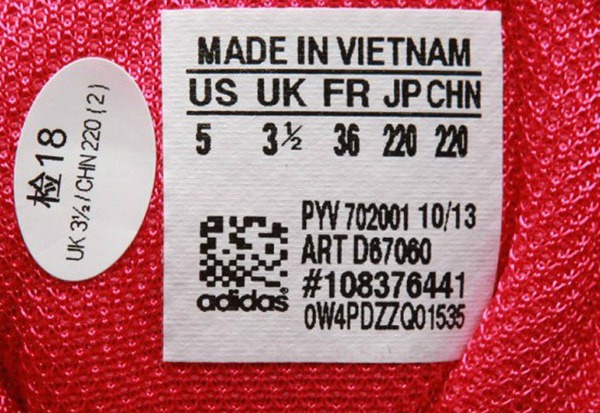 检18
UK 3½ / CHN 220 (2)
MADE IN VIETNAM
US UK FR JP CHN
5 3½ 36 220 220
PYV 702001 10/13
ART D67060
#108376441
0W4PDZZQ01535
adidas